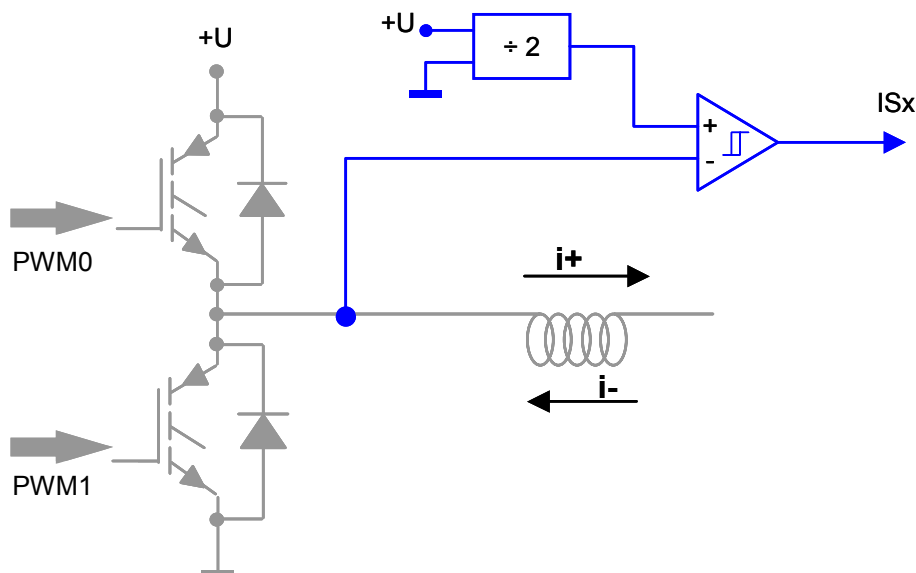 +U
+U
÷ 2
ISx
+
-
PWM0
i+
i-
PWM1